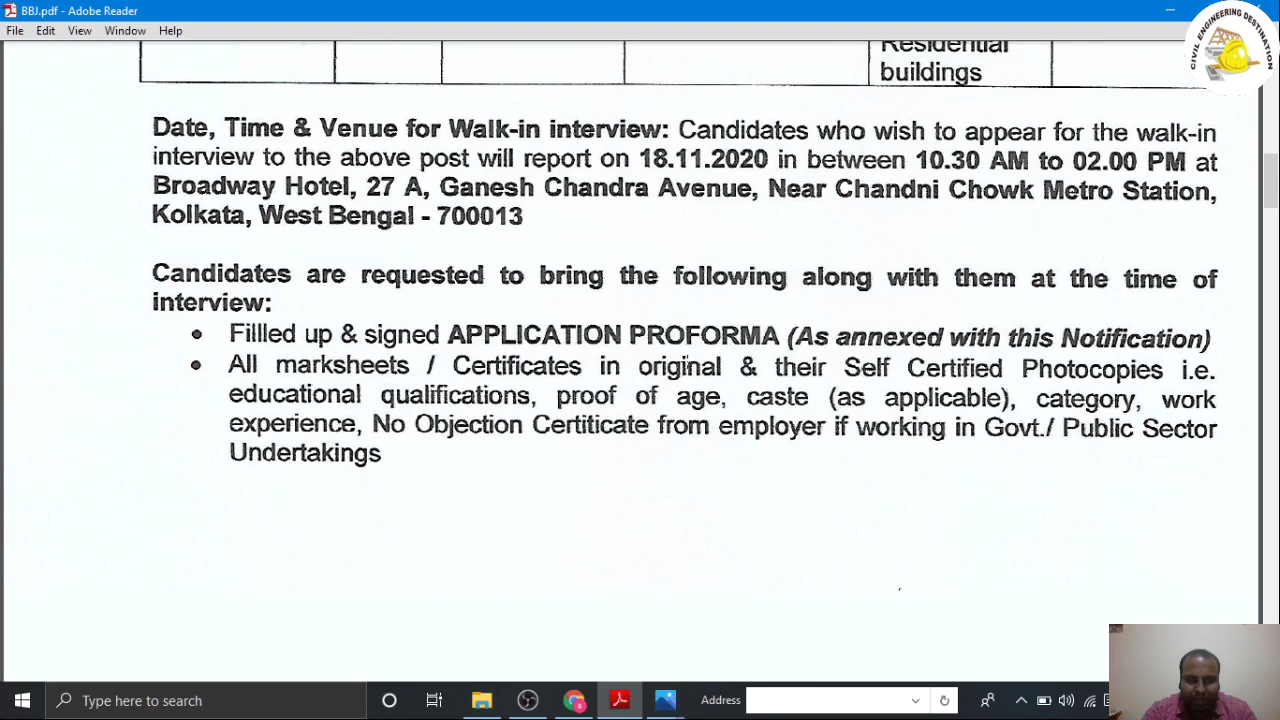 BBJ.pdf - Adobe Reader
File Edit View Window Help
CIVIL ENGINEERING DESTINATION
Residential
buildings
Date, Time & Venue for Walk-in interview: Candidates who wish to appear for the walk-in
interview to the above post will report on 18.11.2020 in between 10.30 AM to 02.00 PM at
Broadway Hotel, 27 A, Ganesh Chandra Avenue, Near Chandni Chowk Metro Station,
Kolkata, West Bengal - 700013
Candidates are requested to bring the following along with them at the time of
interview:
• Fillled up & signed APPLICATION PROFORMA (As annexed with this Notification)
• All marksheets / Certificates in original & their Self Certified Photocopies i.e.
educational qualifications, proof of age, caste (as applicable), category, work
experience, No Objection Certiticate from employer if working in Govt./ Public Sector
Undertakings
Type here to search
Address